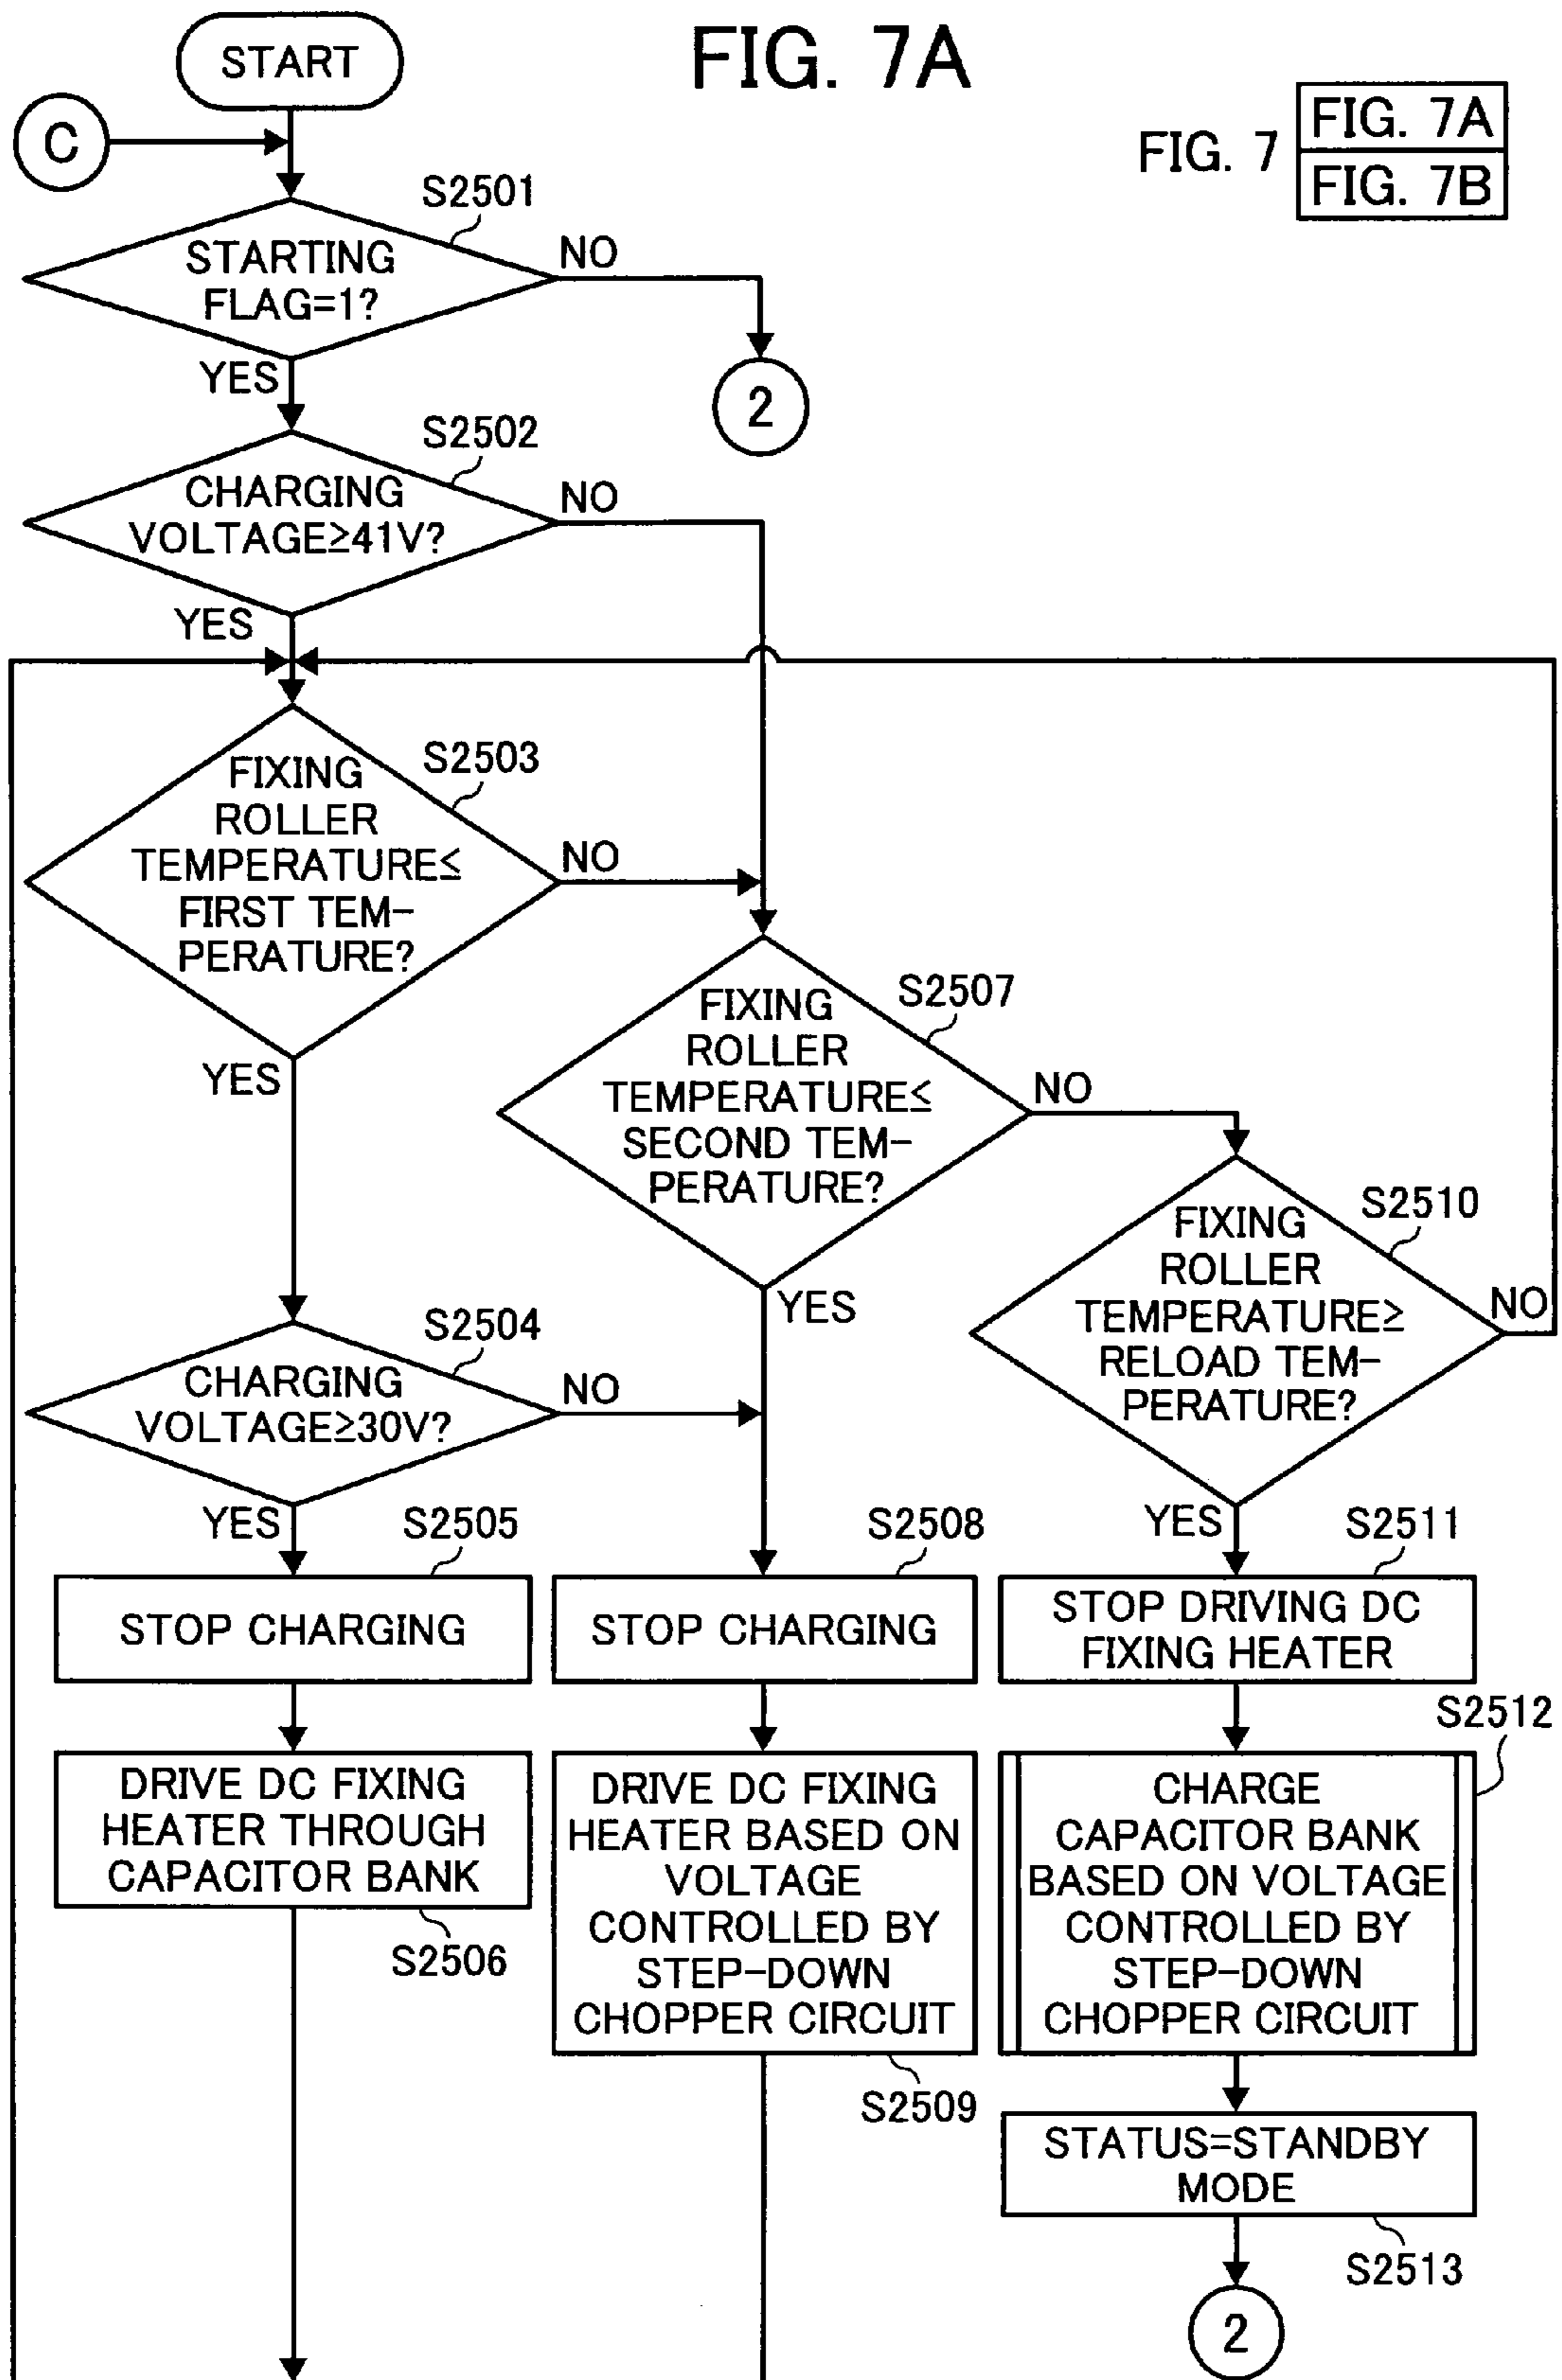 FIG. 7A
START
C
FIG. 7
FIG. 7A
FIG. 7B
S2501
STARTING
FLAG=1?
NO
YES
2
S2502
CHARGING
VOLTAGE≥41V?
NO
YES
S2503
FIXING
ROLLER
TEMPERATURE≤
FIRST TEM-
PERATURE?
NO
YES
S2507
FIXING
ROLLER
TEMPERATURE≤
SECOND TEM-
PERATURE?
NO
YES
S2510
FIXING
ROLLER
TEMPERATURE≥
RELOAD TEM-
PERATURE?
NO
YES
S2504
CHARGING
VOLTAGE≥30V?
NO
YES
S2505
STOP CHARGING
S2508
STOP CHARGING
S2511
STOP DRIVING DC
FIXING HEATER
DRIVE DC FIXING
HEATER THROUGH
CAPACITOR BANK
S2506
DRIVE DC FIXING
HEATER BASED ON
VOLTAGE
CONTROLLED BY
STEP-DOWN
CHOPPER CIRCUIT
S2509
S2512
CHARGE
CAPACITOR BANK
BASED ON VOLTAGE
CONTROLLED BY
STEP-DOWN
CHOPPER CIRCUIT
STATUS=STANDBY
MODE
S2513
2